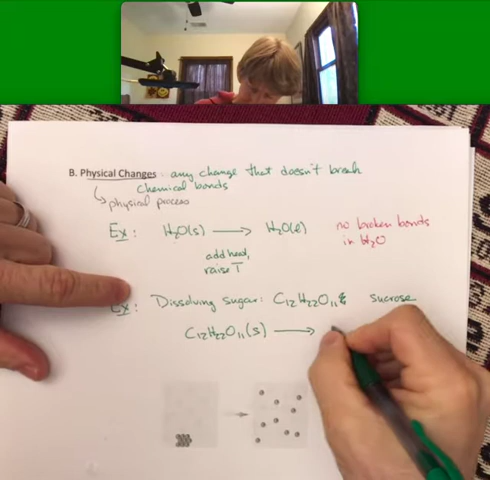 B. Physical Changes: any change that doesn't break
chemical bonds
↳ physical process
Ex: H₂O(s) → H₂O(l) no broken bonds
in H₂O
add heat,
raise T
Ex: Dissolving sugar: C₁₂H₂₂O₁₁ sucrose
C₁₂H₂₂O₁₁(s) →